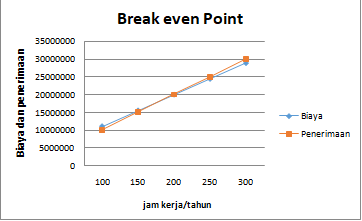 Break even Point
Biaya dan penerimaan
35000000
30000000
25000000
20000000
15000000
10000000
5000000
0
100 150 200 250 300
jam kerja/tahun
Biaya
Penerimaan